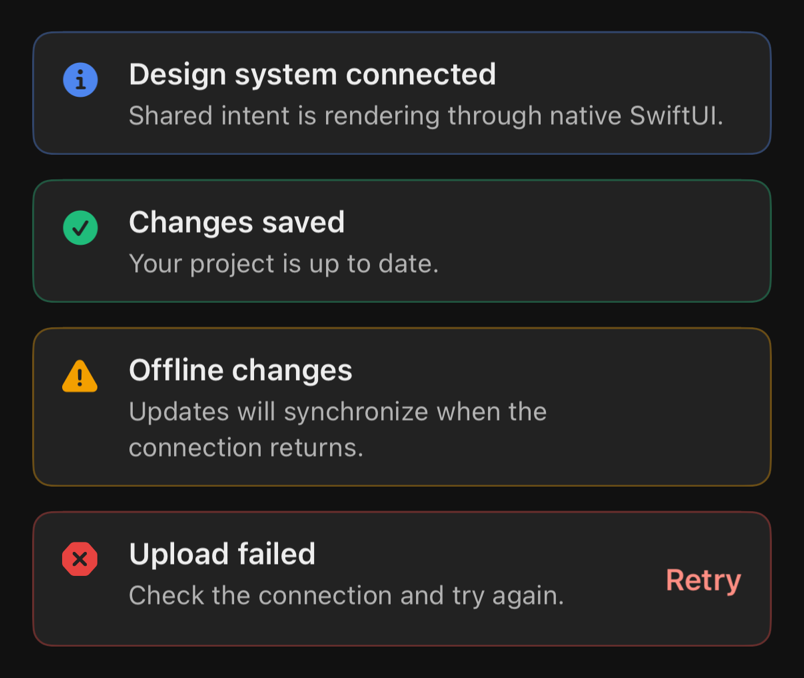 Design system connected
Shared intent is rendering through native SwiftUI.
Changes saved
Your project is up to date.
Offline changes
Updates will synchronize when the
connection returns.
Upload failed
Check the connection and try again.
Retry